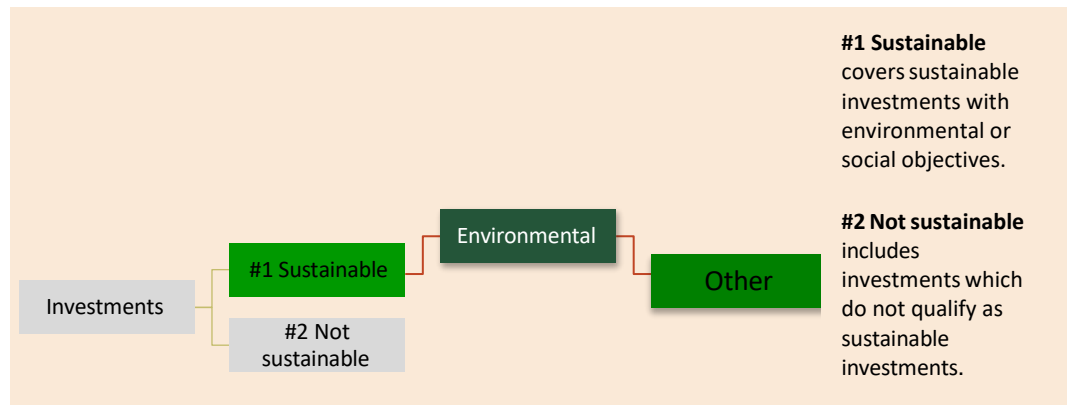 Investments
#1 Sustainable
#2 Not
sustainable
Environmental
Other
#1 Sustainable
covers sustainable
investments with
environmental or
social objectives.
#2 Not sustainable
includes
investments which
do not qualify as
sustainable
investments.